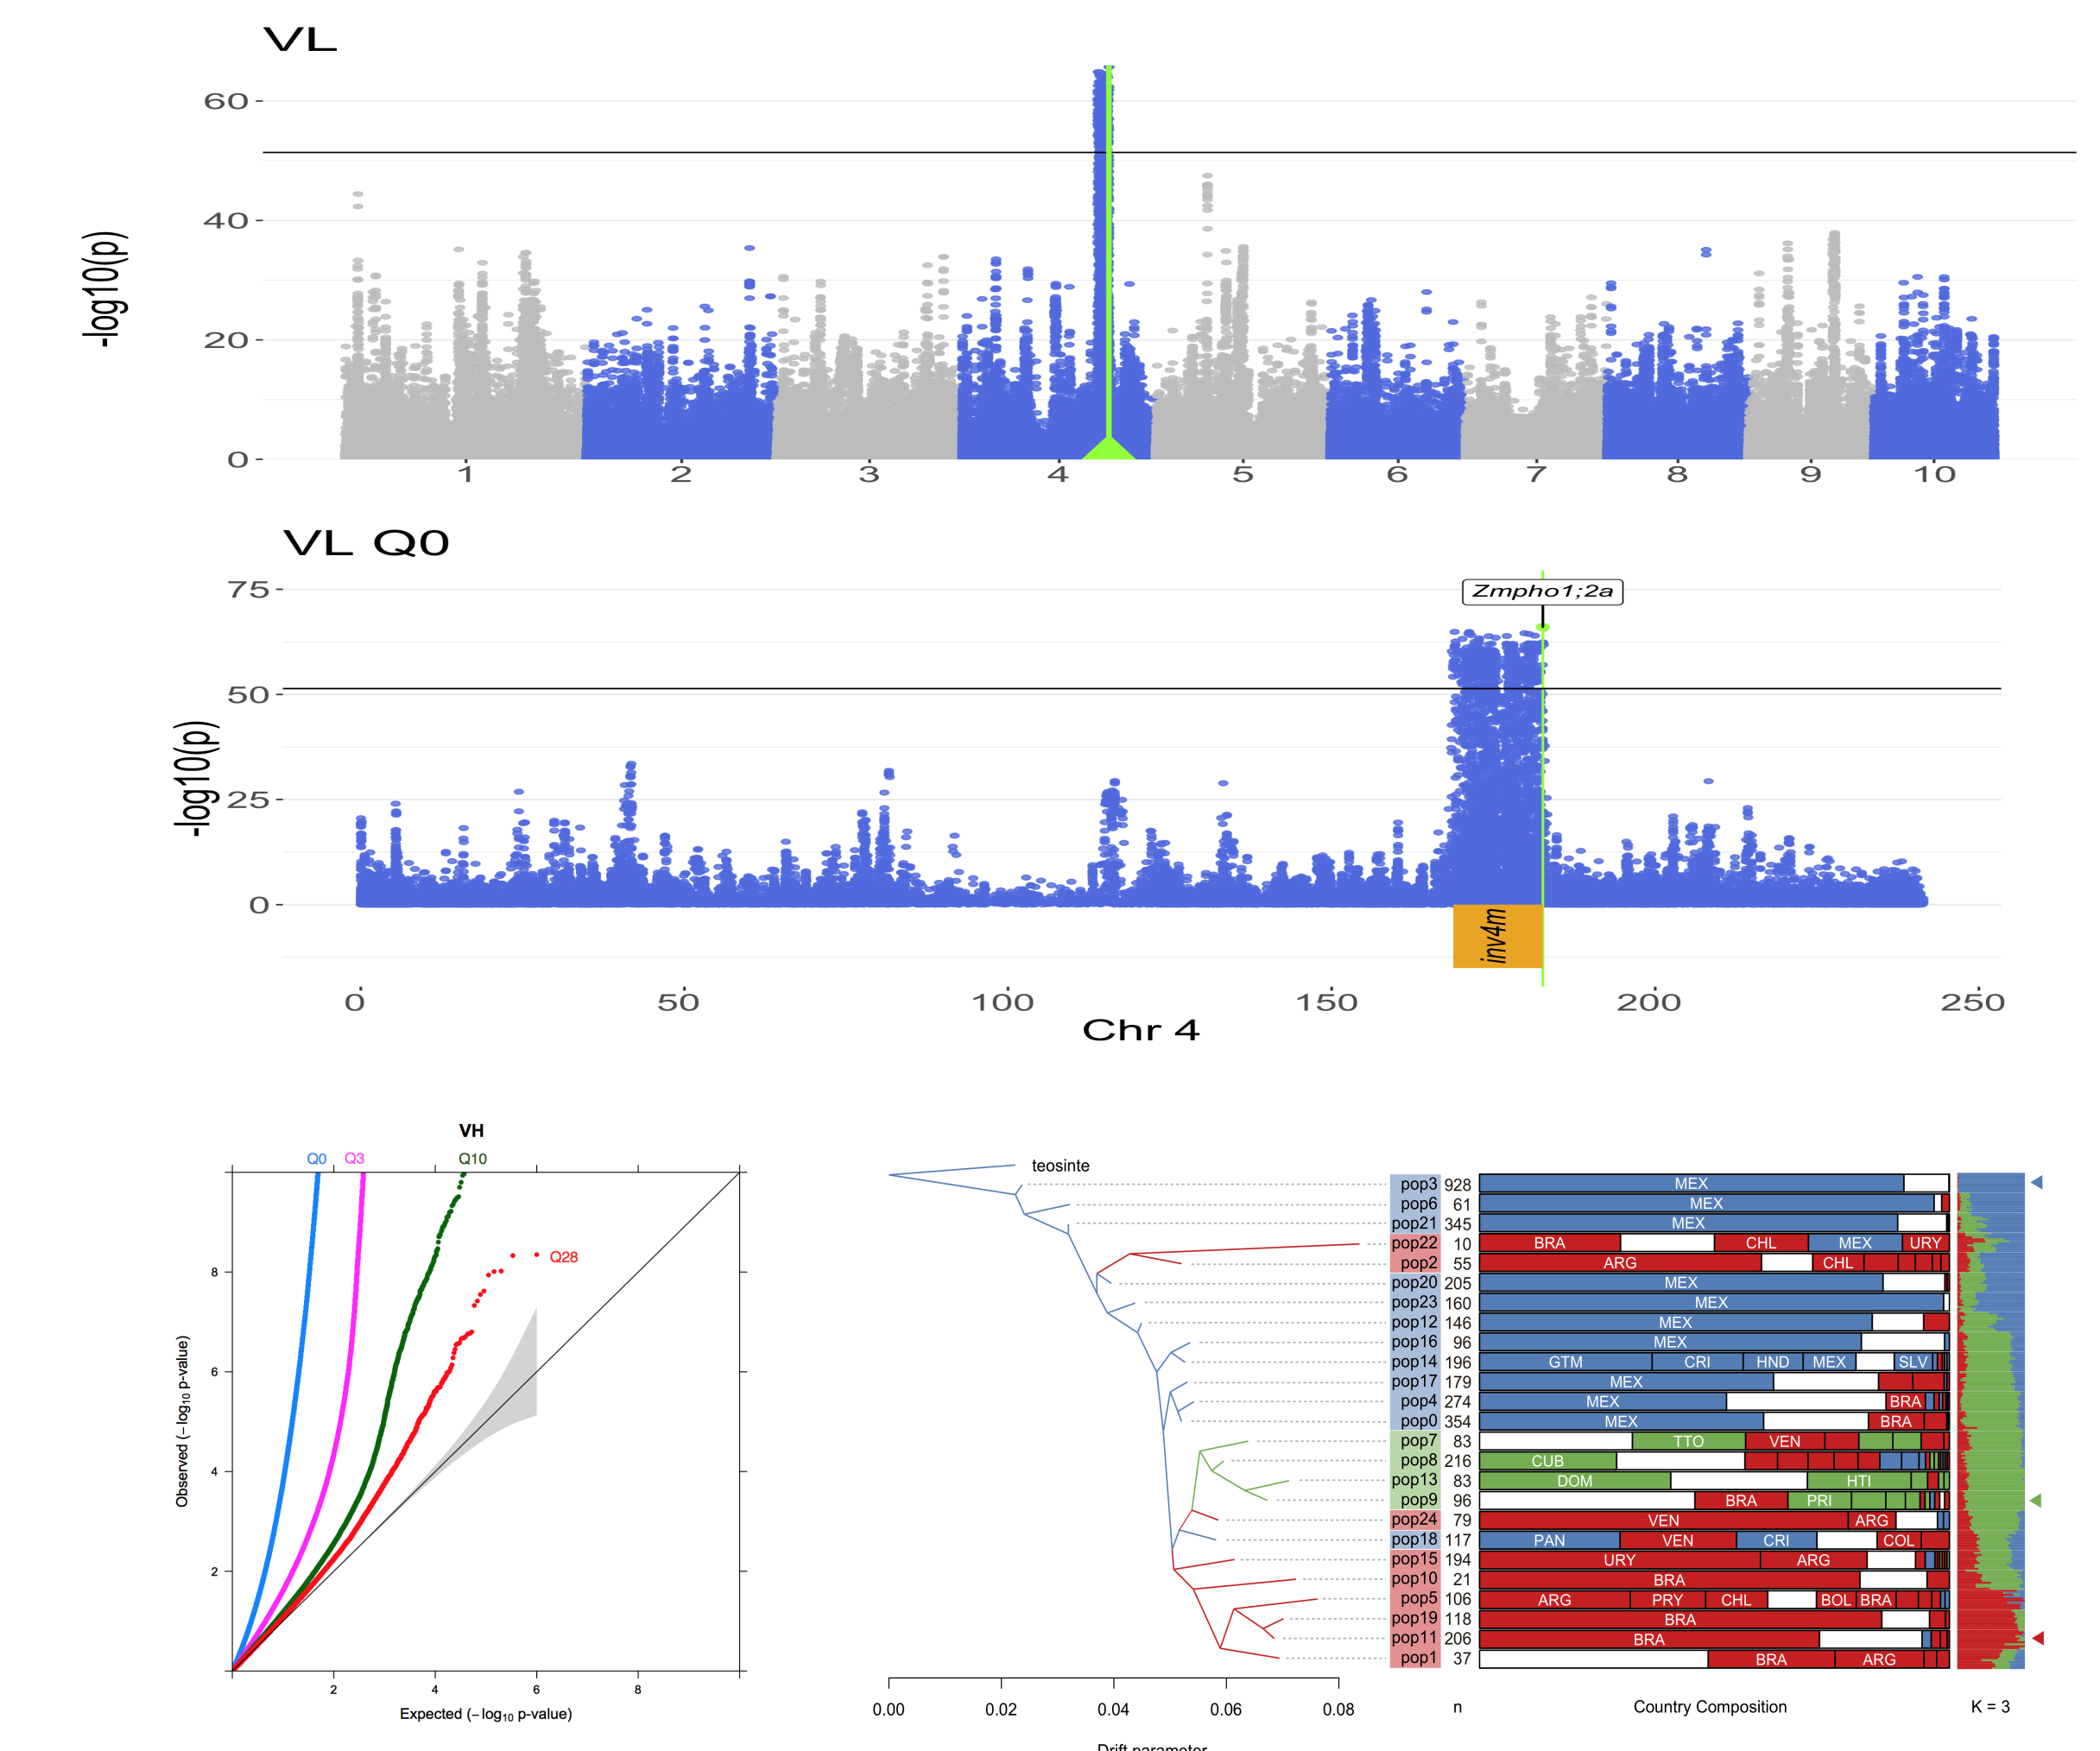 VL
60
40
20
0
-log10(p)
1 2 3 4 5 6 7 8 9 10
VL Q0
75
50
25
0
-log10(p)
Zmpho1;2a
inv4m
0 50 100 150 200 250
Chr 4
VH
Q0 Q3 Q10
Q28
8
6
4
2
Observed (−log10 p-value)
2 4 6 8
Expected (−log10 p-value)
teosinte
pop3 928 MEX
pop6 61 MEX
pop21 345 MEX
pop22 10 BRA CHL MEX URY
pop2 55 ARG CHL
pop20 205 MEX
pop23 160 MEX
pop12 146 MEX
pop16 96 MEX
pop14 196 GTM CRI HND MEX SLV
pop17 179 MEX
pop4 274 MEX BRA
pop0 354 MEX BRA
pop7 83 TTO VEN
pop8 216 CUB
pop13 83 DOM HTI
pop9 96 BRA PRI
pop24 79 VEN ARG
pop18 117 PAN VEN CRI COL
pop15 194 URY ARG
pop10 21 BRA
pop5 106 ARG PRY CHL BOL BRA
pop19 118 BRA
pop11 206 BRA
pop1 37 BRA ARG
0.00 0.02 0.04 0.06 0.08
n Country Composition K = 3
Drift parameter